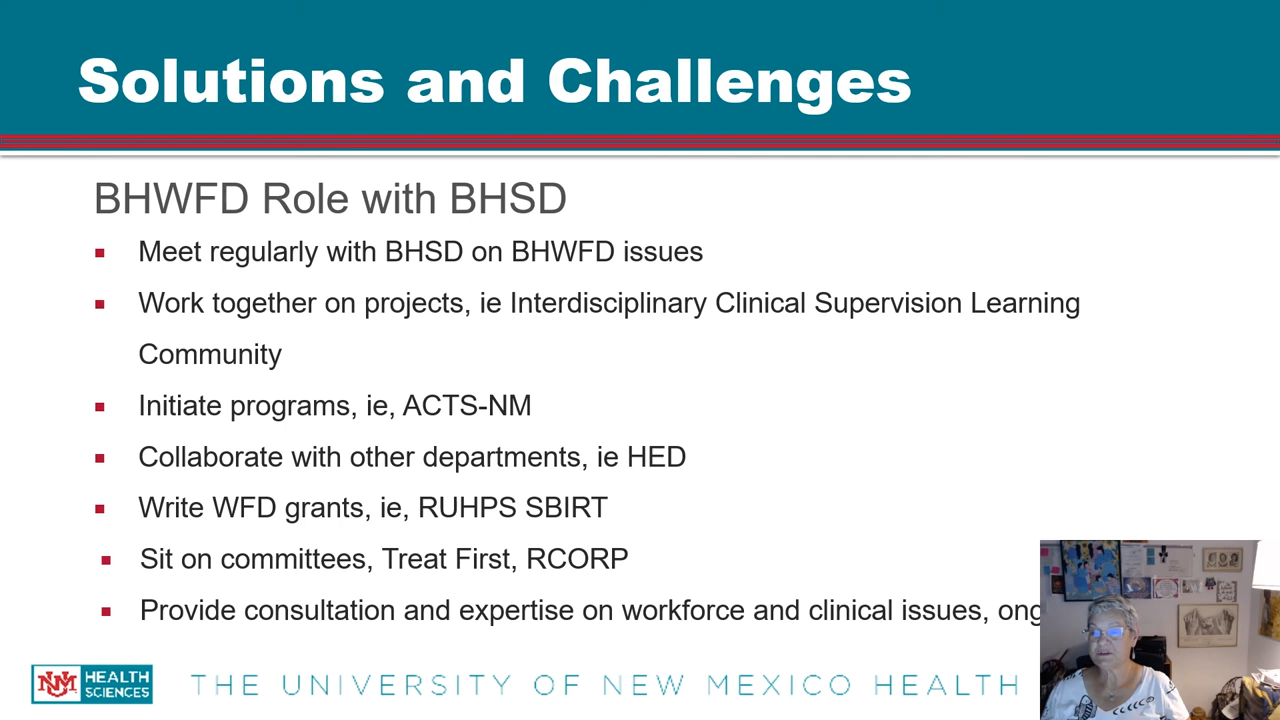 Solutions and Challenges
BHWFD Role with BHSD
Meet regularly with BHSD on BHWFD issues
Work together on projects, ie Interdisciplinary Clinical Supervision Learning
Community
Initiate programs, ie, ACTS-NM
Collaborate with other departments, ie HED
Write WFD grants, ie, RUHPS SBIRT
Sit on committees, Treat First, RCORP
Provide consultation and expertise on workforce and clinical issues, ong
UNM HEALTH
SCIENCES
THE UNIVERSITY OF NEW MEXICO HEALTH